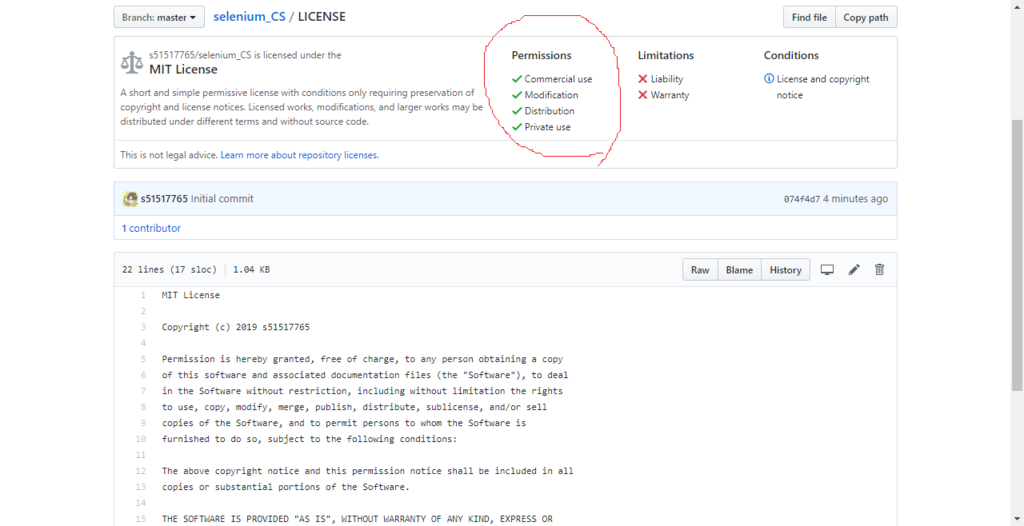 Branch: master
selenium_CS / LICENSE
Find file
Copy path
s51517765/selenium_CS is licensed under the
MIT License
A short and simple permissive license with conditions only requiring preservation of
copyright and license notices. Licensed works, modifications, and larger works may be
distributed under different terms and without source code.
Permissions
Commercial use
Modification
Distribution
Private use
Limitations
Liability
Warranty
Conditions
License and copyright
notice
This is not legal advice. Learn more about repository licenses.
s51517765 Initial commit
074f4d7 4 minutes ago
1 contributor
22 lines (17 sloc) 1.04 KB
Raw
Blame
History
1 MIT License
2
3 Copyright (c) 2019 s51517765
4
5 Permission is hereby granted, free of charge, to any person obtaining a copy
6 of this software and associated documentation files (the "Software"), to deal
7 in the Software without restriction, including without limitation the rights
8 to use, copy, modify, merge, publish, distribute, sublicense, and/or sell
9 copies of the Software, and to permit persons to whom the Software is
10 furnished to do so, subject to the following conditions:
11
12 The above copyright notice and this permission notice shall be included in all
13 copies or substantial portions of the Software.
14
15 THE SOFTWARE IS PROVIDED "AS IS", WITHOUT WARRANTY OF ANY KIND, EXPRESS OR